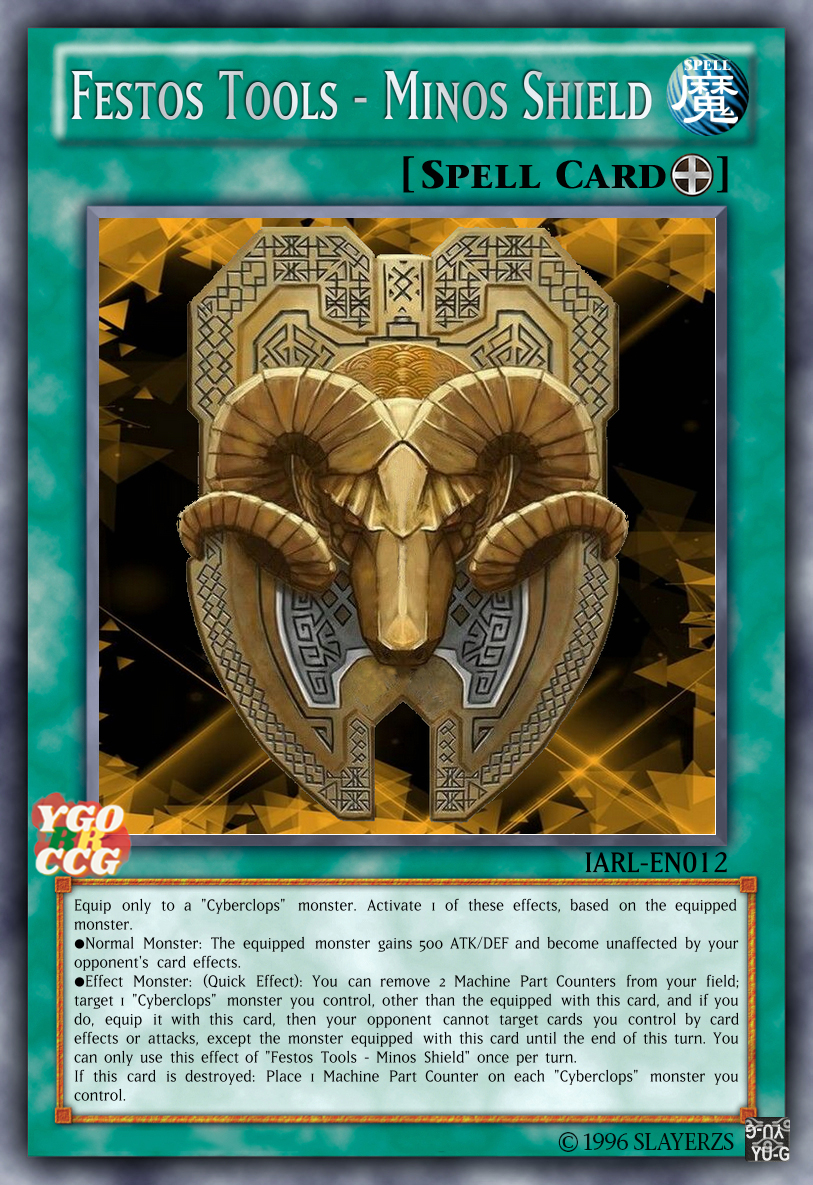 Festos Tools - Minos Shield
SPELL
魔
[Spell Card]
YGO
BR
CCG
IARL-EN012
Equip only to a "Cyberclops" monster. Activate 1 of these effects, based on the equipped
monster.
●Normal Monster: The equipped monster gains 500 ATK/DEF and become unaffected by your
opponent's card effects.
●Effect Monster: (Quick Effect): You can remove 2 Machine Part Counters from your field;
target 1 "Cyberclops" monster you control, other than the equipped with this card, and if you
do, equip it with this card, then your opponent cannot target cards you control by card
effects or attacks, except the monster equipped with this card until the end of this turn. You
can only use this effect of "Festos Tools - Minos Shield" once per turn.
If this card is destroyed: Place 1 Machine Part Counter on each "Cyberclops" monster you
control.
© 1996 SLAYERZS
YU-G
YU-G